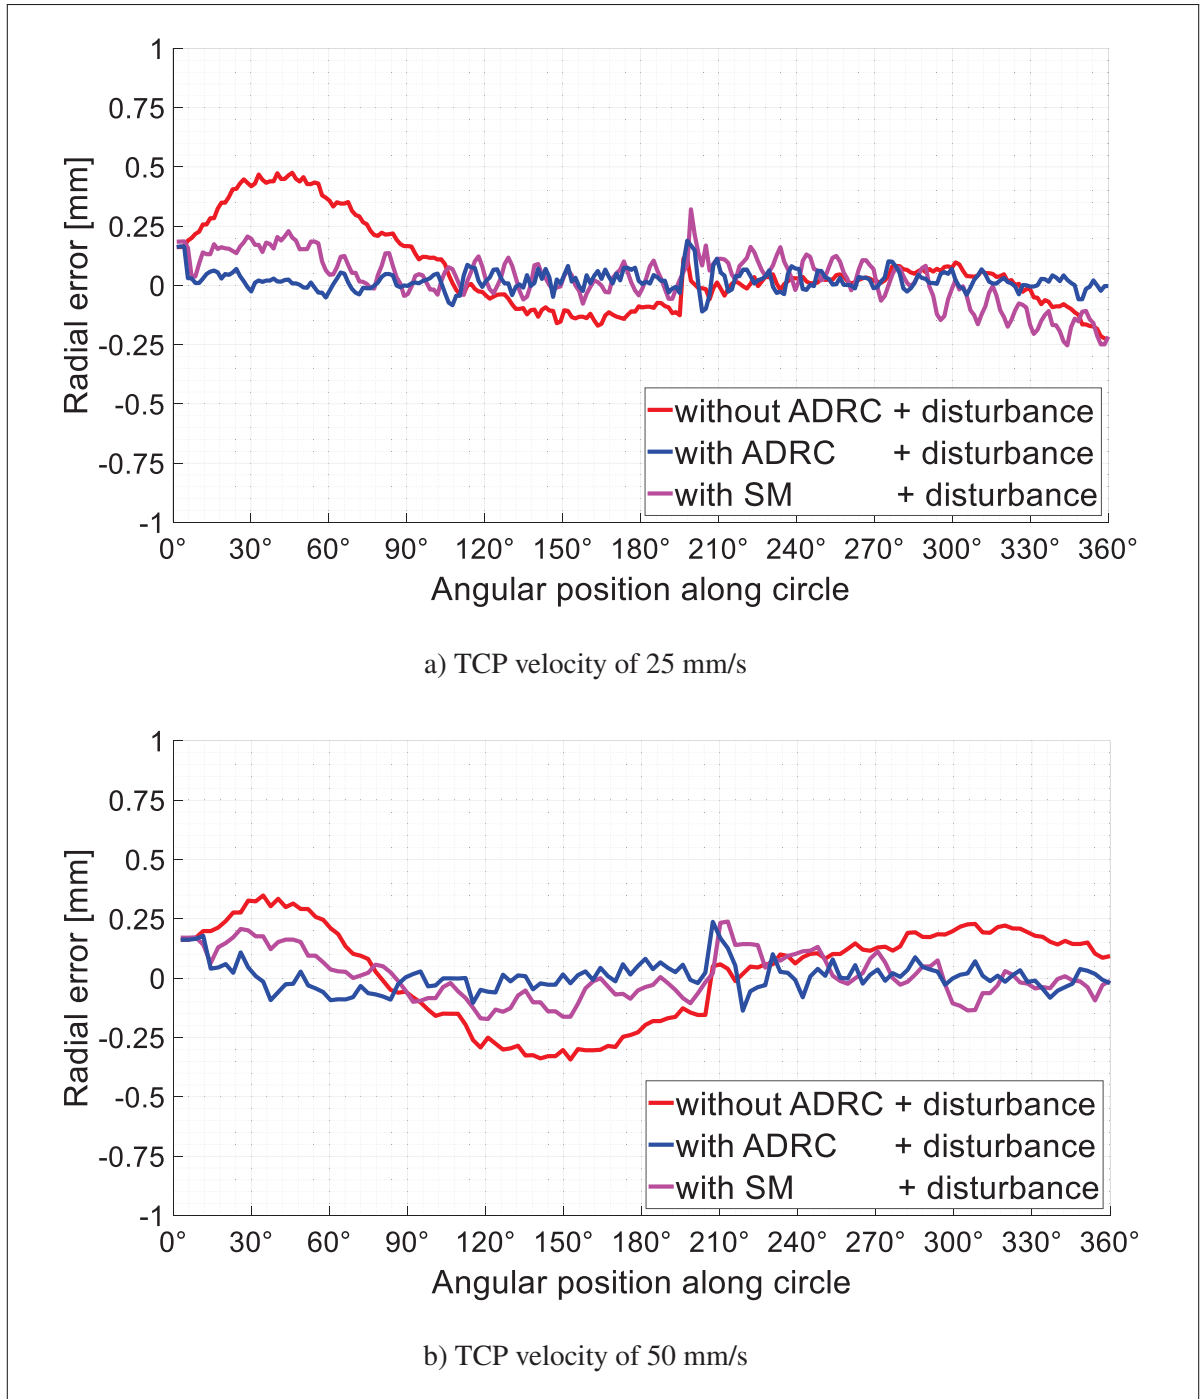 1
0.75
0.5
0.25
0
-0.25
-0.5
-0.75
-1
Radial error [mm]
without ADRC + disturbance
with ADRC + disturbance
with SM + disturbance
0° 30° 60° 90° 120° 150° 180° 210° 240° 270° 300° 330° 360°
Angular position along circle
a) TCP velocity of 25 mm/s
1
0.75
0.5
0.25
0
-0.25
-0.5
-0.75
-1
Radial error [mm]
without ADRC + disturbance
with ADRC + disturbance
with SM + disturbance
0° 30° 60° 90° 120° 150° 180° 210° 240° 270° 300° 330° 360°
Angular position along circle
b) TCP velocity of 50 mm/s